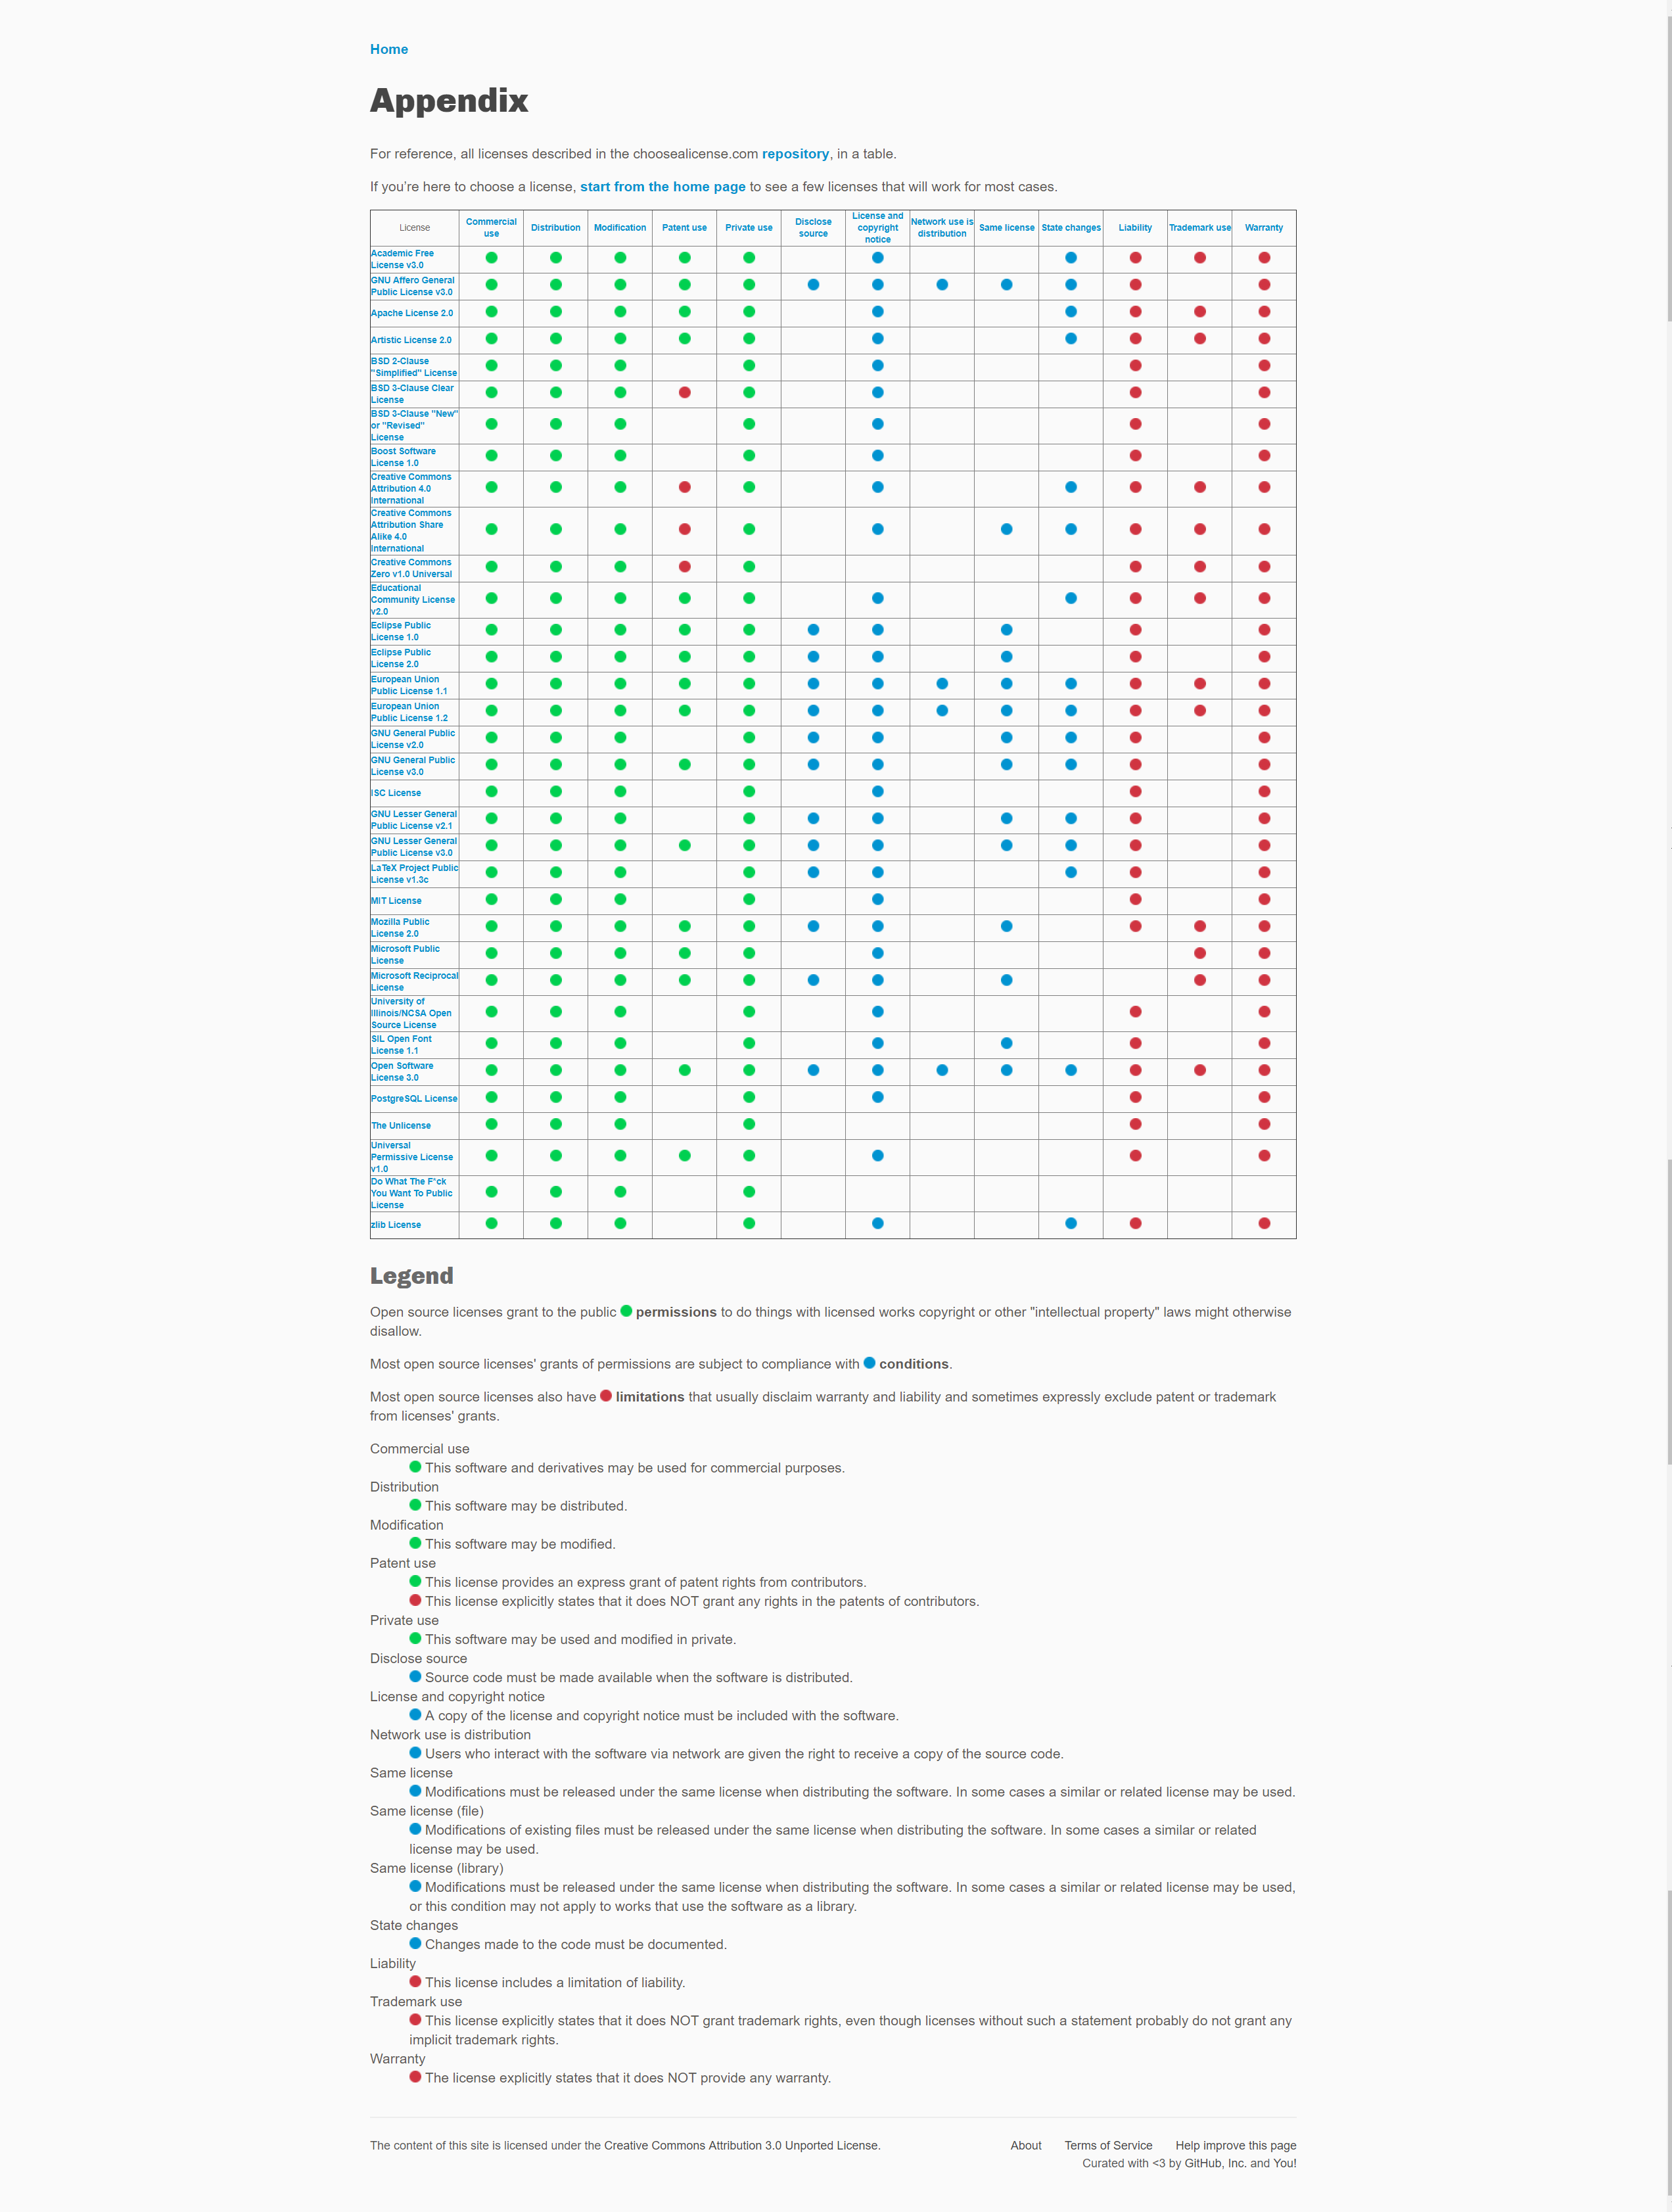 Home
Appendix
For reference, all licenses described in the choosealicense.com repository, in a table.
If you're here to choose a license, start from the home page to see a few licenses that will work for most cases.
License
Commercial
use
Distribution
Modification
Patent use
Private use
Disclose
source
License and
copyright
notice
Network use is
distribution
Same license
State changes
Liability
Trademark use
Warranty
Academic Free
License v3.0
GNU Affero General
Public License v3.0
Apache License 2.0
Artistic License 2.0
BSD 2-Clause
"Simplified" License
BSD 3-Clause Clear
License
BSD 3-Clause "New"
or "Revised"
License
Boost Software
License 1.0
Creative Commons
Attribution 4.0
International
Creative Commons
Attribution Share
Alike 4.0
International
Creative Commons
Zero v1.0 Universal
Educational
Community License
v2.0
Eclipse Public
License 1.0
Eclipse Public
License 2.0
European Union
Public License 1.1
European Union
Public License 1.2
GNU General Public
License v2.0
GNU General Public
License v3.0
ISC License
GNU Lesser General
Public License v2.1
GNU Lesser General
Public License v3.0
LaTeX Project Public
License v1.3c
MIT License
Mozilla Public
License 2.0
Microsoft Public
License
Microsoft Reciprocal
License
University of
Illinois/NCSA Open
Source License
SIL Open Font
License 1.1
Open Software
License 3.0
PostgreSQL License
The Unlicense
Universal
Permissive License
v1.0
Do What The F*ck
You Want To Public
License
zlib License
Legend
Open source licenses grant to the public permissions to do things with licensed works copyright or other "intellectual property" laws might otherwise
disallow.
Most open source licenses' grants of permissions are subject to compliance with conditions.
Most open source licenses also have limitations that usually disclaim warranty and liability and sometimes expressly exclude patent or trademark
from licenses' grants.
Commercial use
This software and derivatives may be used for commercial purposes.
Distribution
This software may be distributed.
Modification
This software may be modified.
Patent use
This license provides an express grant of patent rights from contributors.
This license explicitly states that it does NOT grant any rights in the patents of contributors.
Private use
This software may be used and modified in private.
Disclose source
Source code must be made available when the software is distributed.
License and copyright notice
A copy of the license and copyright notice must be included with the software.
Network use is distribution
Users who interact with the software via network are given the right to receive a copy of the source code.
Same license
Modifications must be released under the same license when distributing the software. In some cases a similar or related license may be used.
Same license (file)
Modifications of existing files must be released under the same license when distributing the software. In some cases a similar or related
license may be used.
Same license (library)
Modifications must be released under the same license when distributing the software. In some cases a similar or related license may be used,
or this condition may not apply to works that use the software as a library.
State changes
Changes made to the code must be documented.
Liability
This license includes a limitation of liability.
Trademark use
This license explicitly states that it does NOT grant trademark rights, even though licenses without such a statement probably do not grant any
implicit trademark rights.
Warranty
The license explicitly states that it does NOT provide any warranty.
The content of this site is licensed under the Creative Commons Attribution 3.0 Unported License.
About Terms of Service Help improve this page
Curated with <3 by GitHub, Inc. and You!